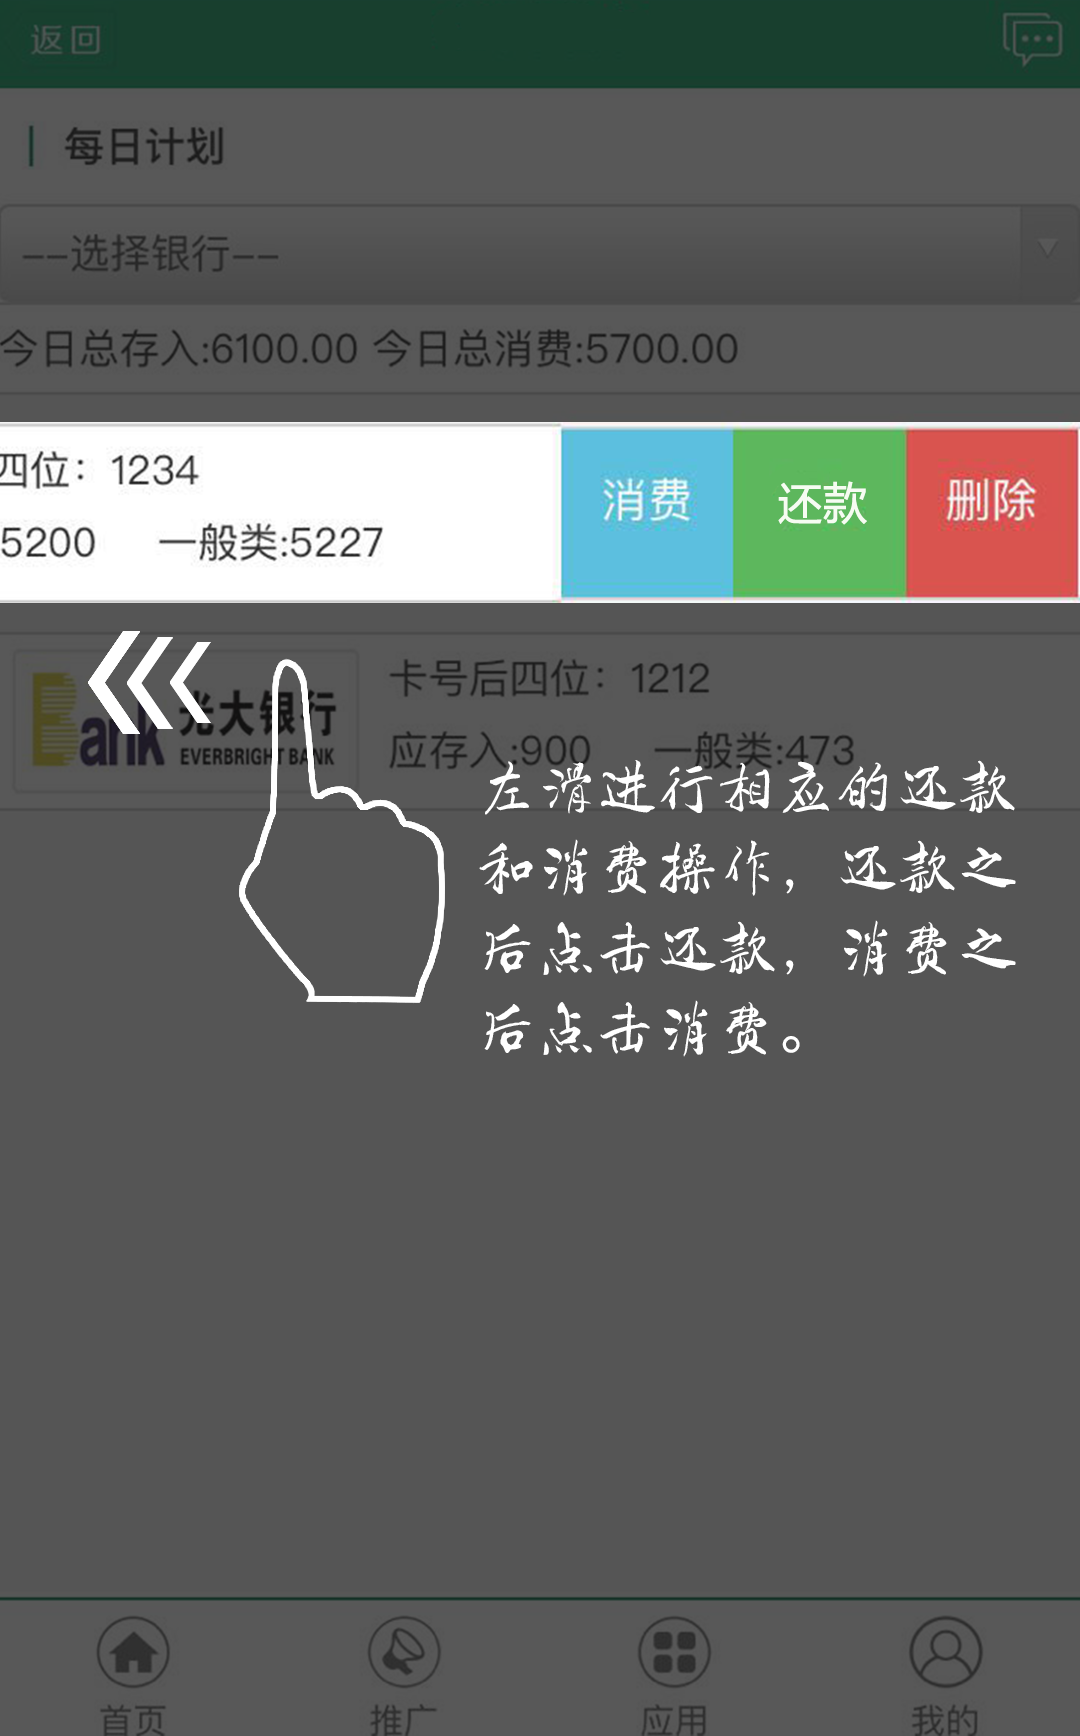 返回
每日计划
--选择银行--
今日总存入:6100.00 今日总消费:5700.00
四位：1234
5200 一般类:5227
消费 还款 删除
Bank 光大银行
EVERBRIGHT BANK
卡号后四位：1212
应存入:900 一般类:473
左滑进行相应的还款
和消费操作，还款之
后点击还款，消费之
后点击消费。
首页 推广 应用 我的